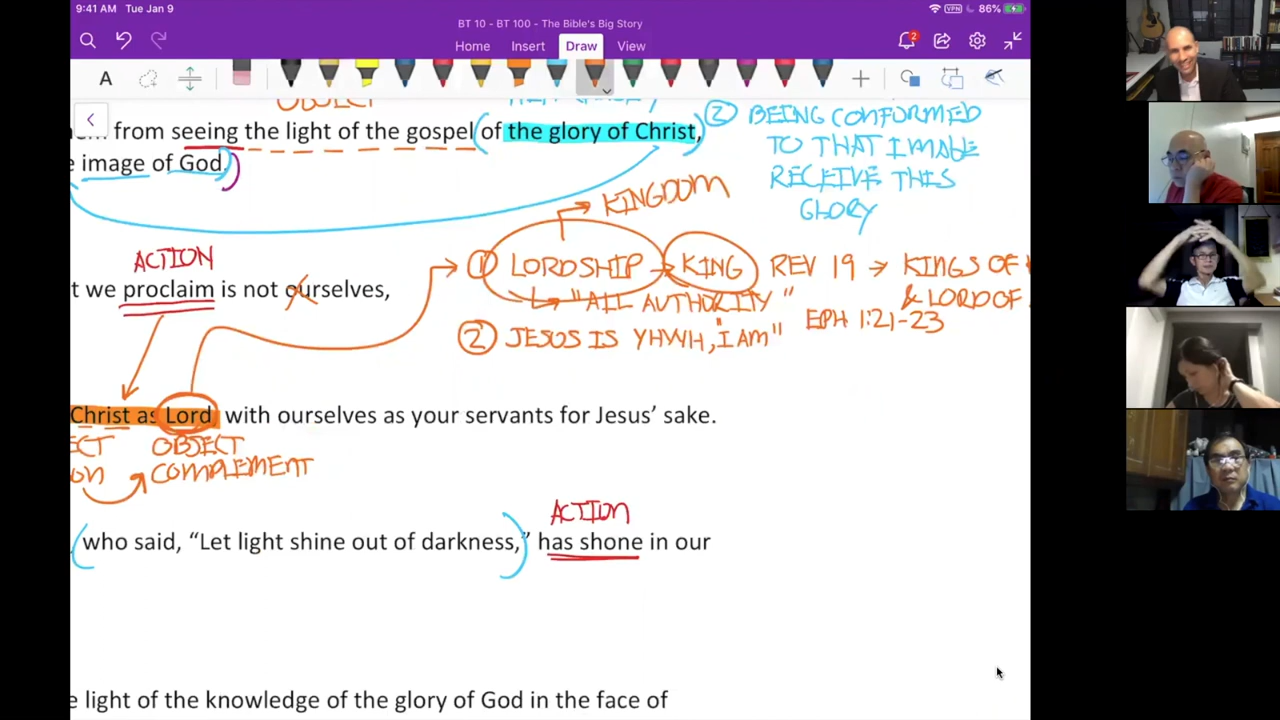 9:41 AM Tue Jan 9
VPN 86%
BT 10 - BT 100 - The Bible's Big Story
Home Insert Draw View
2
A
OBJECT
from seeing the light of the gospel of the glory of Christ,
image of God.
② BEING CONFORMED
TO THAT IMAGE
RECEIVE THIS
GLORY
KINGDOM
ACTION
① LORDSHIP → KING REV 19 → KINGS OF
t we proclaim is not ourselves,
"ALL AUTHORITY" & LORD OF
② JESUS IS YHWH, "I AM" EPH 1:21-23
Christ as Lord with ourselves as your servants for Jesus' sake.
ECT OBJECT
ON COMPLEMENT
ACTION
who said, “Let light shine out of darkness,” has shone in our
e light of the knowledge of the glory of God in the face of